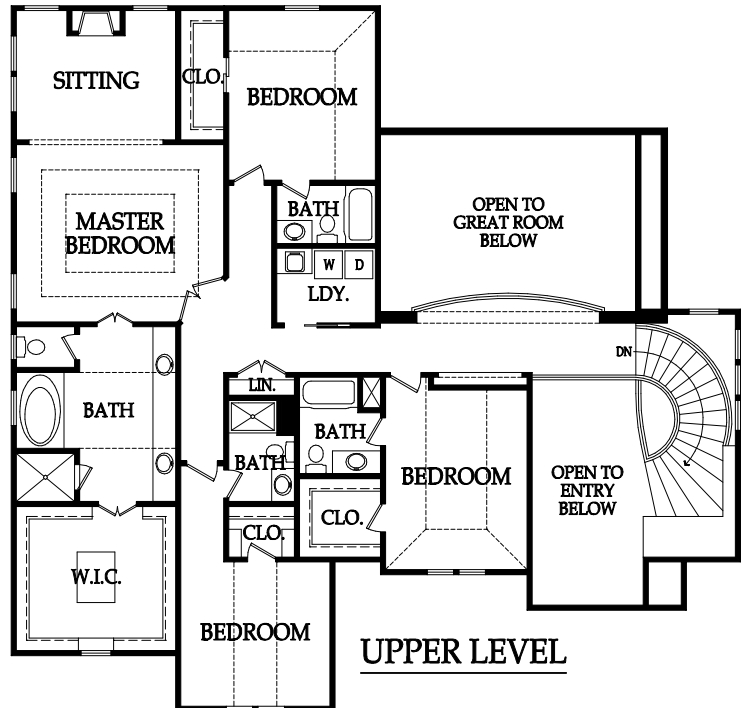 SITTING
CLO.
BEDROOM
MASTER
BEDROOM
BATH
OPEN TO
GREAT ROOM
BELOW
W
D
LDY.
DN
LIN.
BATH
BATH
BATH
BEDROOM
OPEN TO
ENTRY
BELOW
CLO.
CLO.
W.I.C.
BEDROOM
UPPER LEVEL